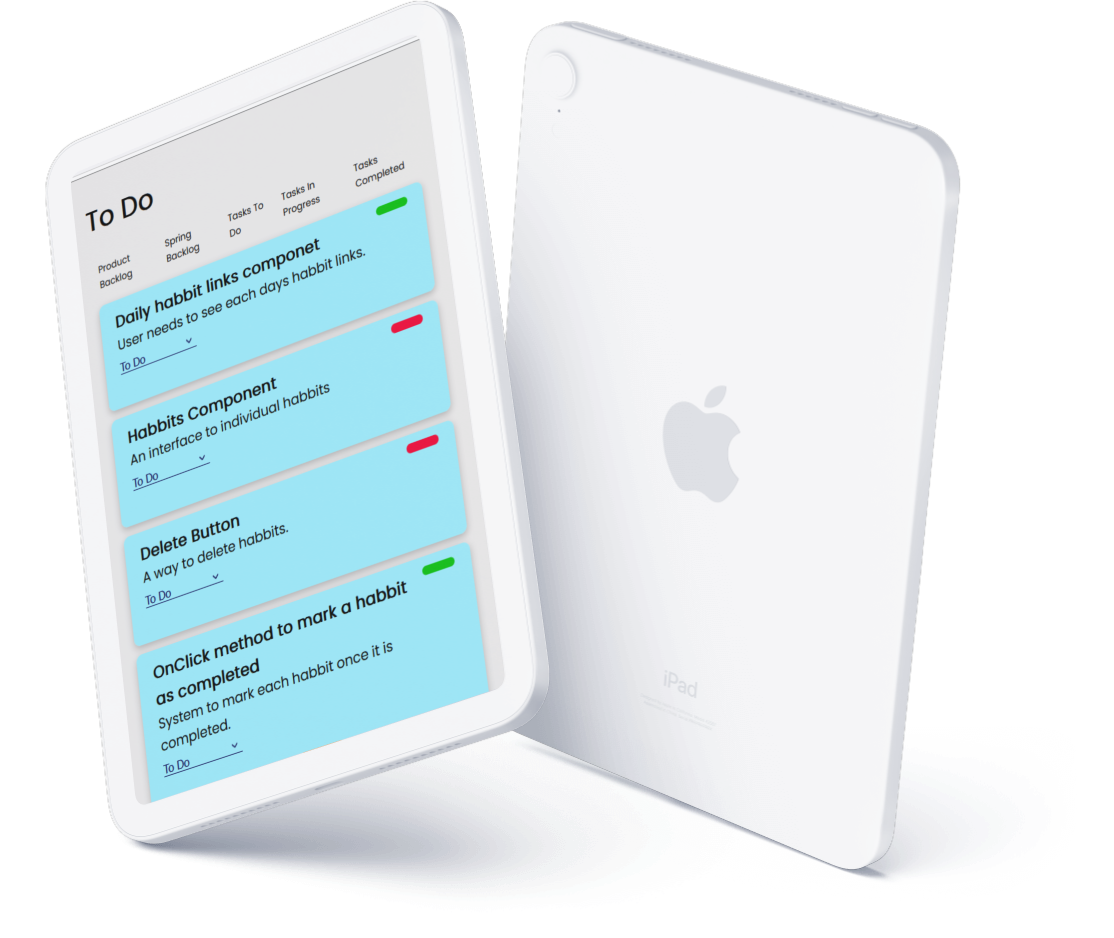 To Do
Product
Backlog
Spring
Backlog
Tasks To
Do
Tasks In
Progress
Tasks
Completed
Daily habbit links componet
User needs to see each days habbit links.
To Do
Habbits Component
An interface to individual habbits
To Do
Delete Button
A way to delete habbits.
To Do
OnClick method to mark a habbit
as completed
System to mark each habbit once it is
completed.
To Do
iPad